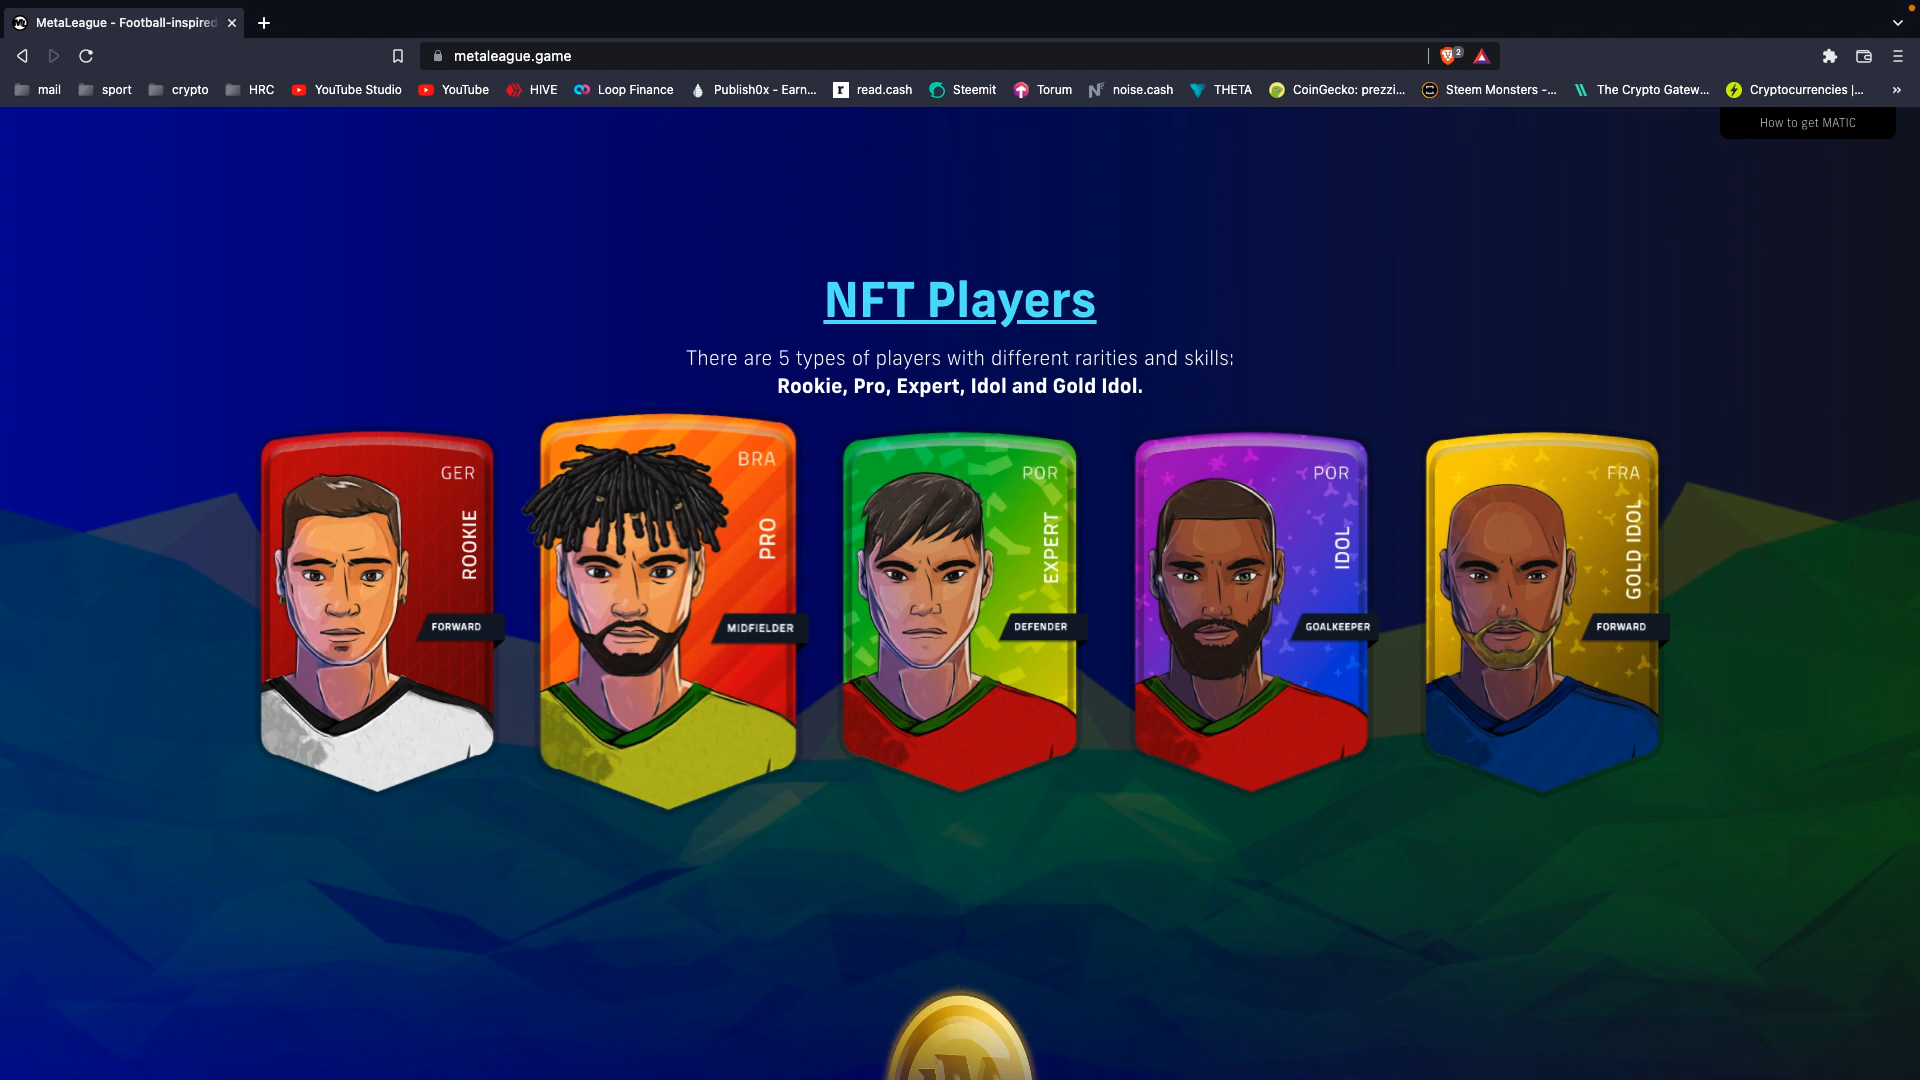 MetaLeague - Football-inspired
metaleague.game
2
mail
sport
crypto
HRC
YouTube Studio
YouTube
HIVE
Loop Finance
Publish0x - Earn...
read.cash
Steemit
Torum
noise.cash
THETA
CoinGecko: prezzi...
Steem Monsters -...
The Crypto Gatew...
Cryptocurrencies |...
»
How to get MATIC
NFT Players
There are 5 types of players with different rarities and skills:
Rookie, Pro, Expert, Idol and Gold Idol.
GER
ROOKIE
FORWARD
BRA
PRO
MIDFIELDER
POR
EXPERT
DEFENDER
POR
IDOL
GOALKEEPER
FRA
GOLD IDOL
FORWARD